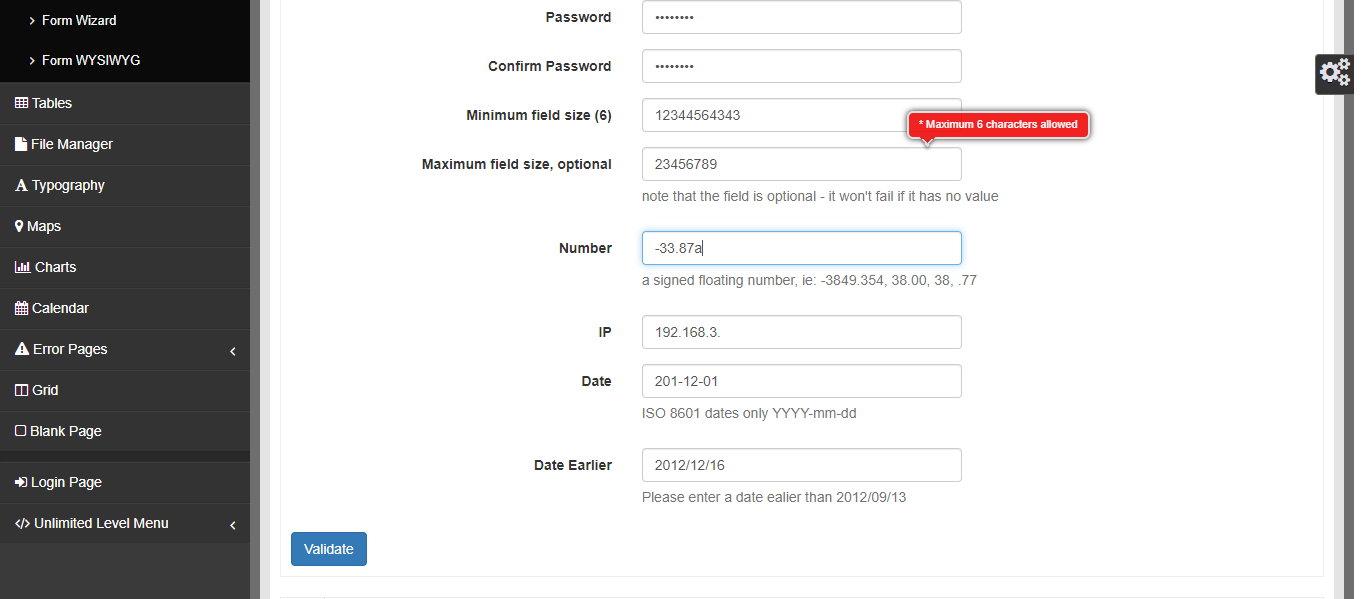 Form Wizard
Form WYSIWYG
Tables
File Manager
Typography
Maps
Charts
Calendar
Error Pages
Grid
Blank Page
Login Page
Unlimited Level Menu
Password ••••••••
Confirm Password ••••••••
Minimum field size (6) 12344564343
* Maximum 6 characters allowed
Maximum field size, optional 23456789
note that the field is optional - it won't fail if it has no value
Number -33.87a
a signed floating number, ie: -3849.354, 38.00, 38, .77
IP 192.168.3.
Date 201-12-01
ISO 8601 dates only YYYY-mm-dd
Date Earlier 2012/12/16
Please enter a date ealier than 2012/09/13
Validate